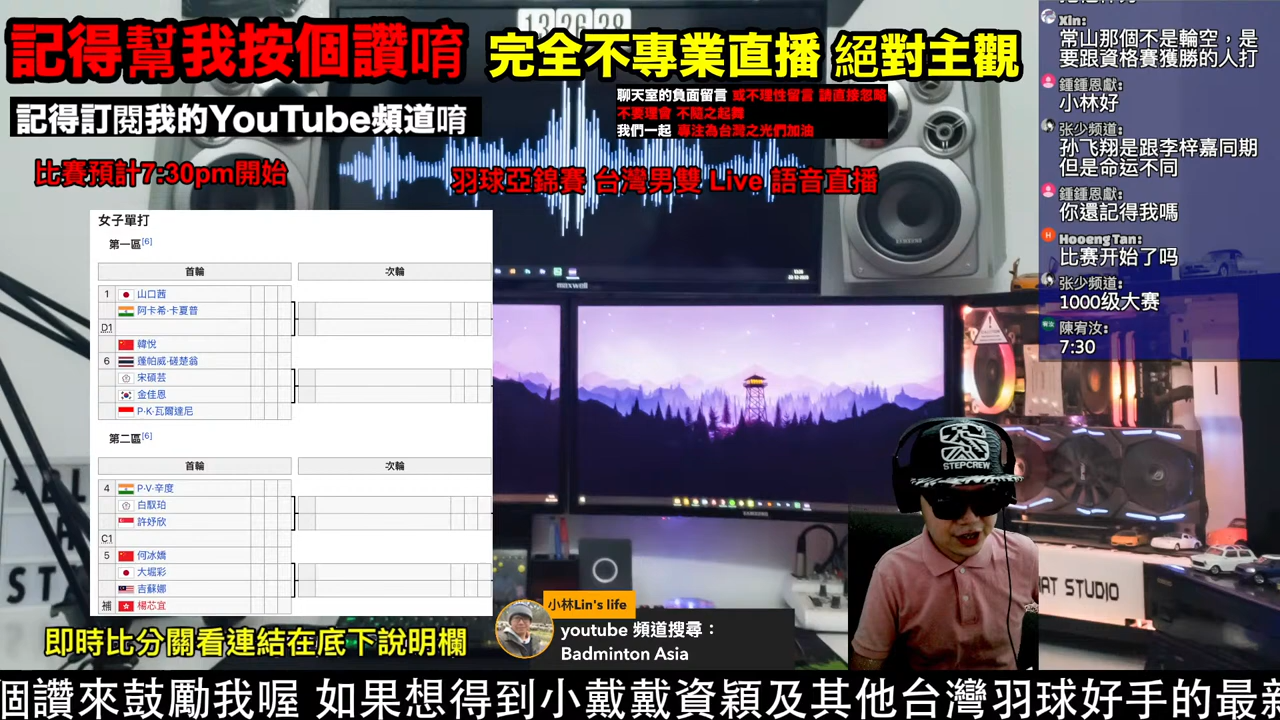 13 26 28
記得幫我按個讚唷
完全不專業直播 絕對主觀
記得訂閱我的YouTube頻道唷
聊天室的負面留言 或不理性留言 請直接忽略
不要理會 不隨之起舞
我們一起 專注為台灣之光們加油
比賽預計7:30pm開始
羽球亞錦賽 台灣男雙 Live 語音直播
女子單打
第一區[6]
首輪 次輪
1 山口茜
阿卡希·卡夏普
D1
韓悅
6 蓬帕威·磋楚翁
宋碩芸
金佳恩
P·K·瓦爾達尼
第二區[6]
首輪 次輪
4 P·V·辛度
白馭珀
許妤欣
C1
5 何冰嬌
大堀彩
吉蘇娜
補 楊芯宜
即時比分關看連結在底下說明欄
小林Lin's life
youtube 頻道搜尋：
Badminton Asia
Xin:
常山那個不是輪空，是
要跟資格賽獲勝的人打
鍾鍾恩獻:
小林好
张少频道:
孙飞翔是跟李梓嘉同期
但是命运不同
鍾鍾恩獻:
你還記得我嗎
H
Hooeng Tan:
比赛开始了吗
张少频道:
1000级大赛
陳宥汝:
7:30
STEPCREW
SAMSUNG
maxwell
AT STUDIO
個讚來鼓勵我喔 如果想得到小戴戴資穎及其他台灣羽球好手的最新